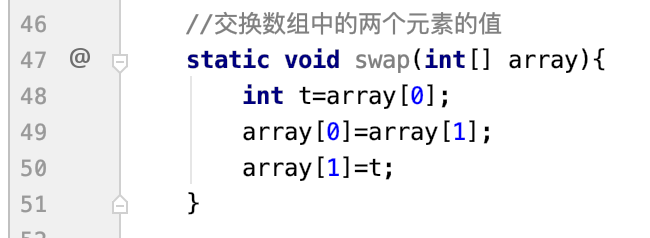 46 //交换数组中的两个元素的值
47 @ static void swap(int[] array){
48 int t=array[0];
49 array[0]=array[1];
50 array[1]=t;
51 }